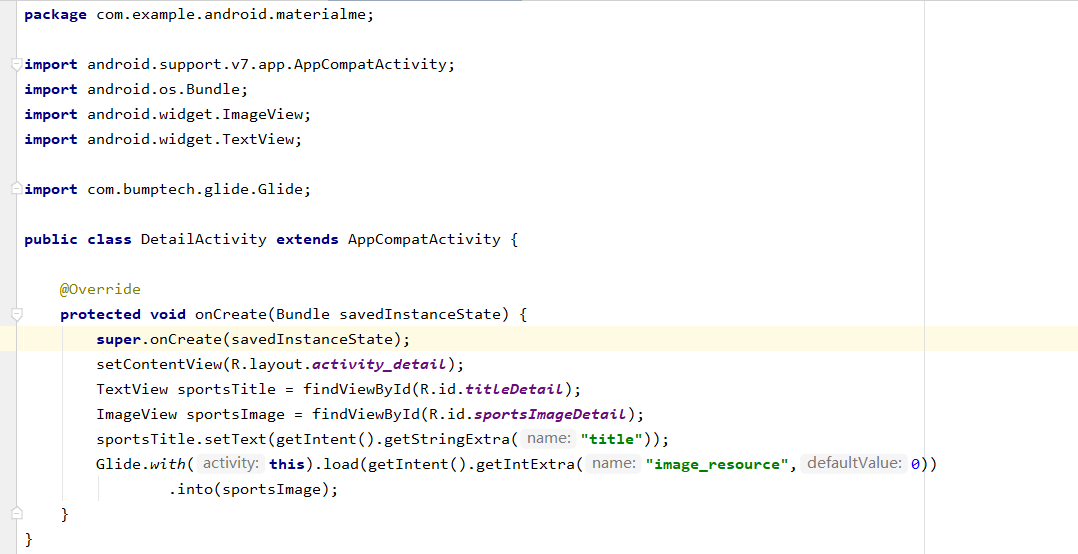 package com.example.android.materialme;
import android.support.v7.app.AppCompatActivity;
import android.os.Bundle;
import android.widget.ImageView;
import android.widget.TextView;
import com.bumptech.glide.Glide;
public class DetailActivity extends AppCompatActivity {
@Override
protected void onCreate(Bundle savedInstanceState) {
super.onCreate(savedInstanceState);
setContentView(R.layout.activity_detail);
TextView sportsTitle = findViewById(R.id.titleDetail);
ImageView sportsImage = findViewById(R.id.sportsImageDetail);
sportsTitle.setText(getIntent().getStringExtra( name: "title"));
Glide.with( activity: this).load(getIntent().getIntExtra( name: "image_resource", defaultValue: 0))
.into(sportsImage);
}
}